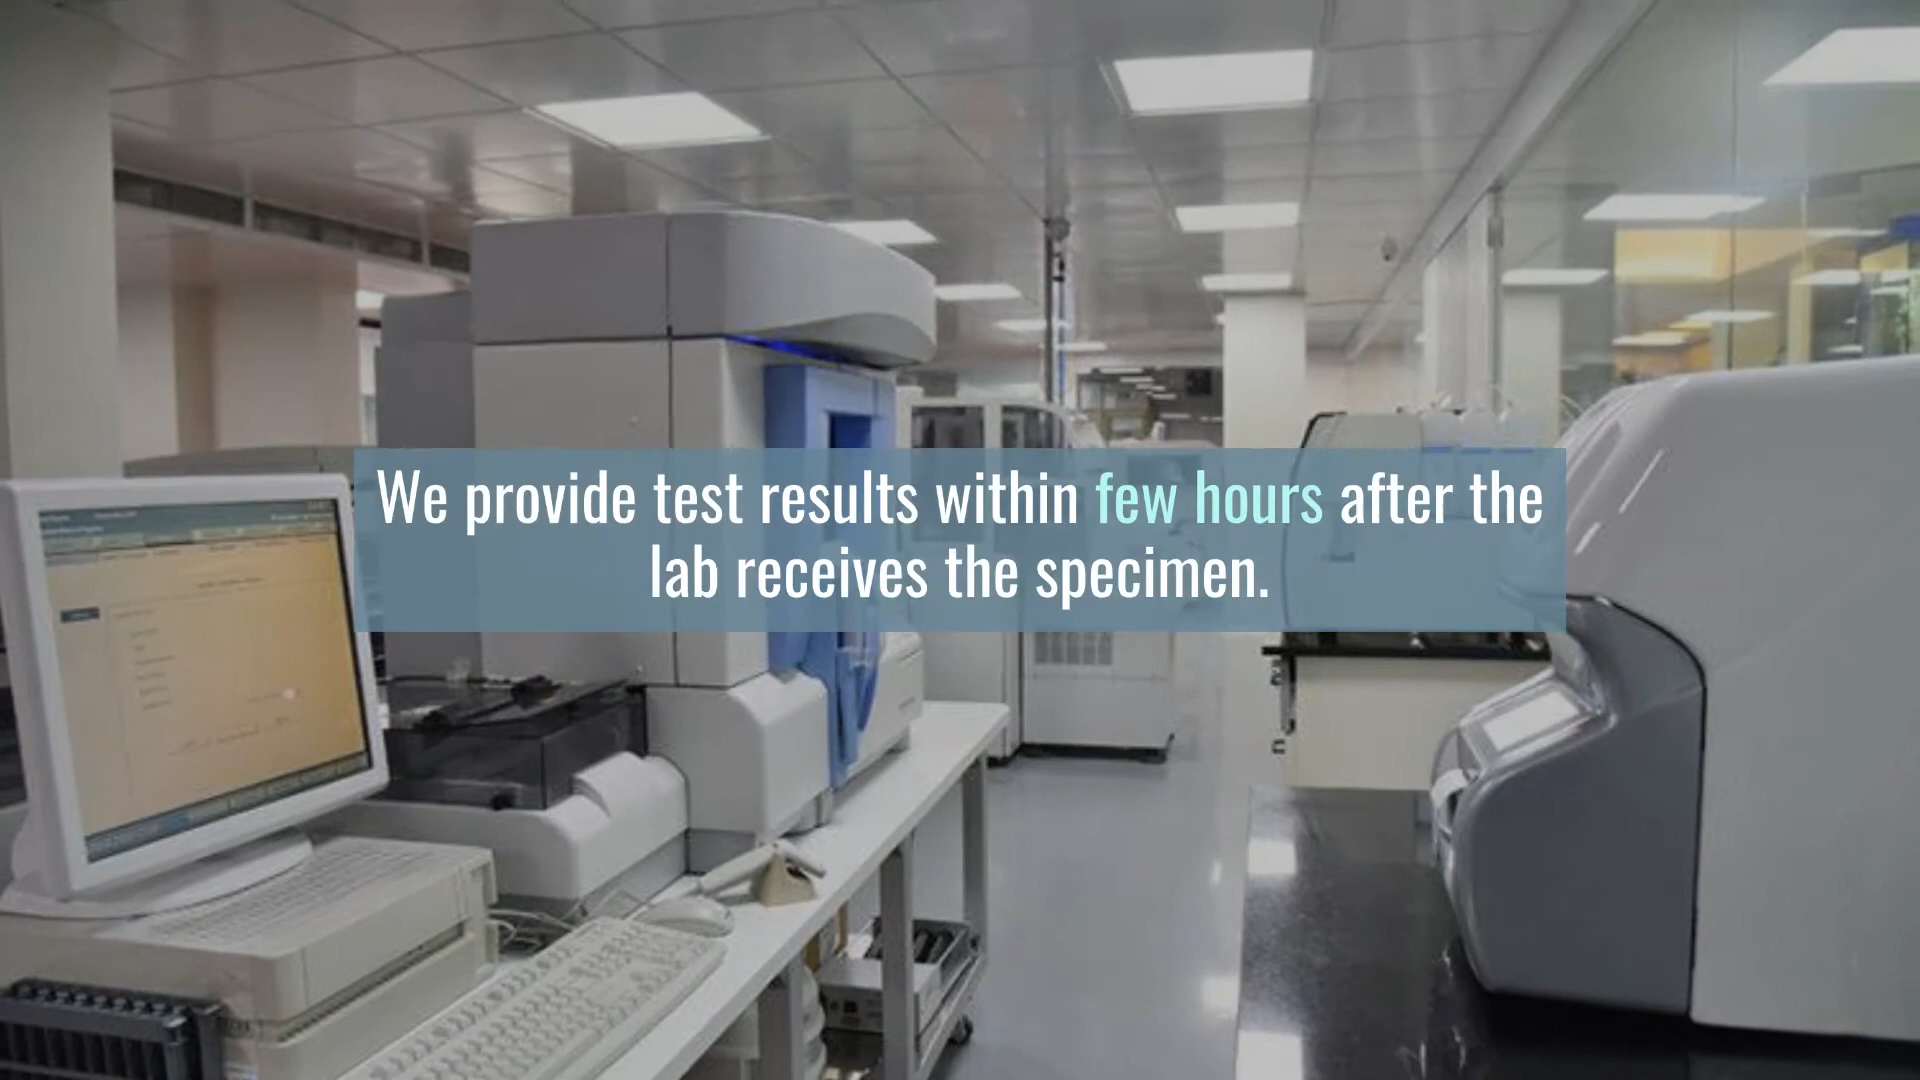 We provide test results within few hours after the
lab receives the specimen.